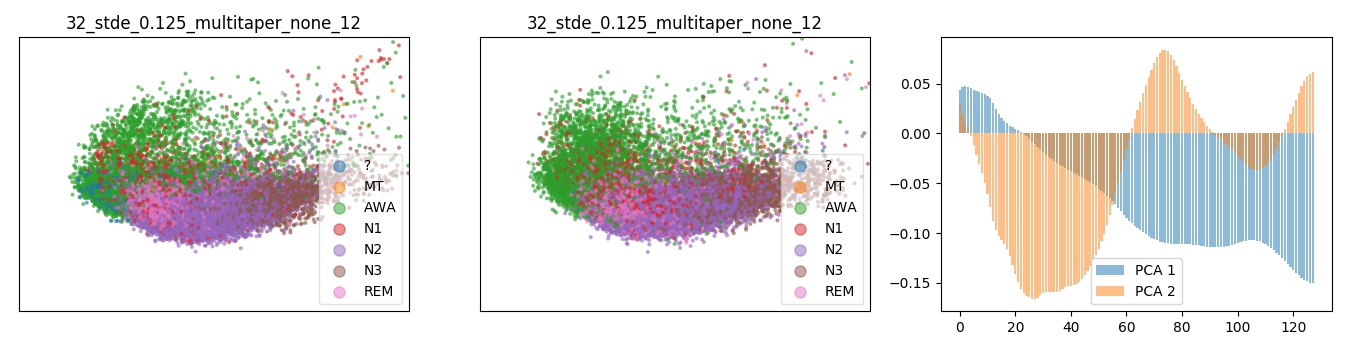 32_stde_0.125_multitaper_none_12
?
MT
AWA
N1
N2
N3
REM
32_stde_0.125_multitaper_none_12
?
MT
AWA
N1
N2
N3
REM
0.05
0.00
−0.05
−0.10
−0.15
PCA 1
PCA 2
0 20 40 60 80 100 120